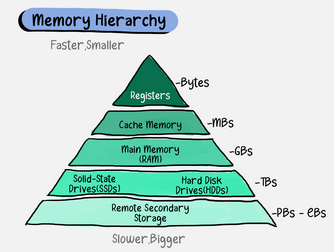 Memory Hierarchy
Faster,Smaller
-Bytes
Registers
Cache Memory
-MBs
Main Memory
(RAM)
-GBs
Solid-State
Drives(SSDs)
Hard Disk
Drives(HDDs)
-TBs
Remote Secondary
Storage
-PBs - EBs
Slower,Bigger